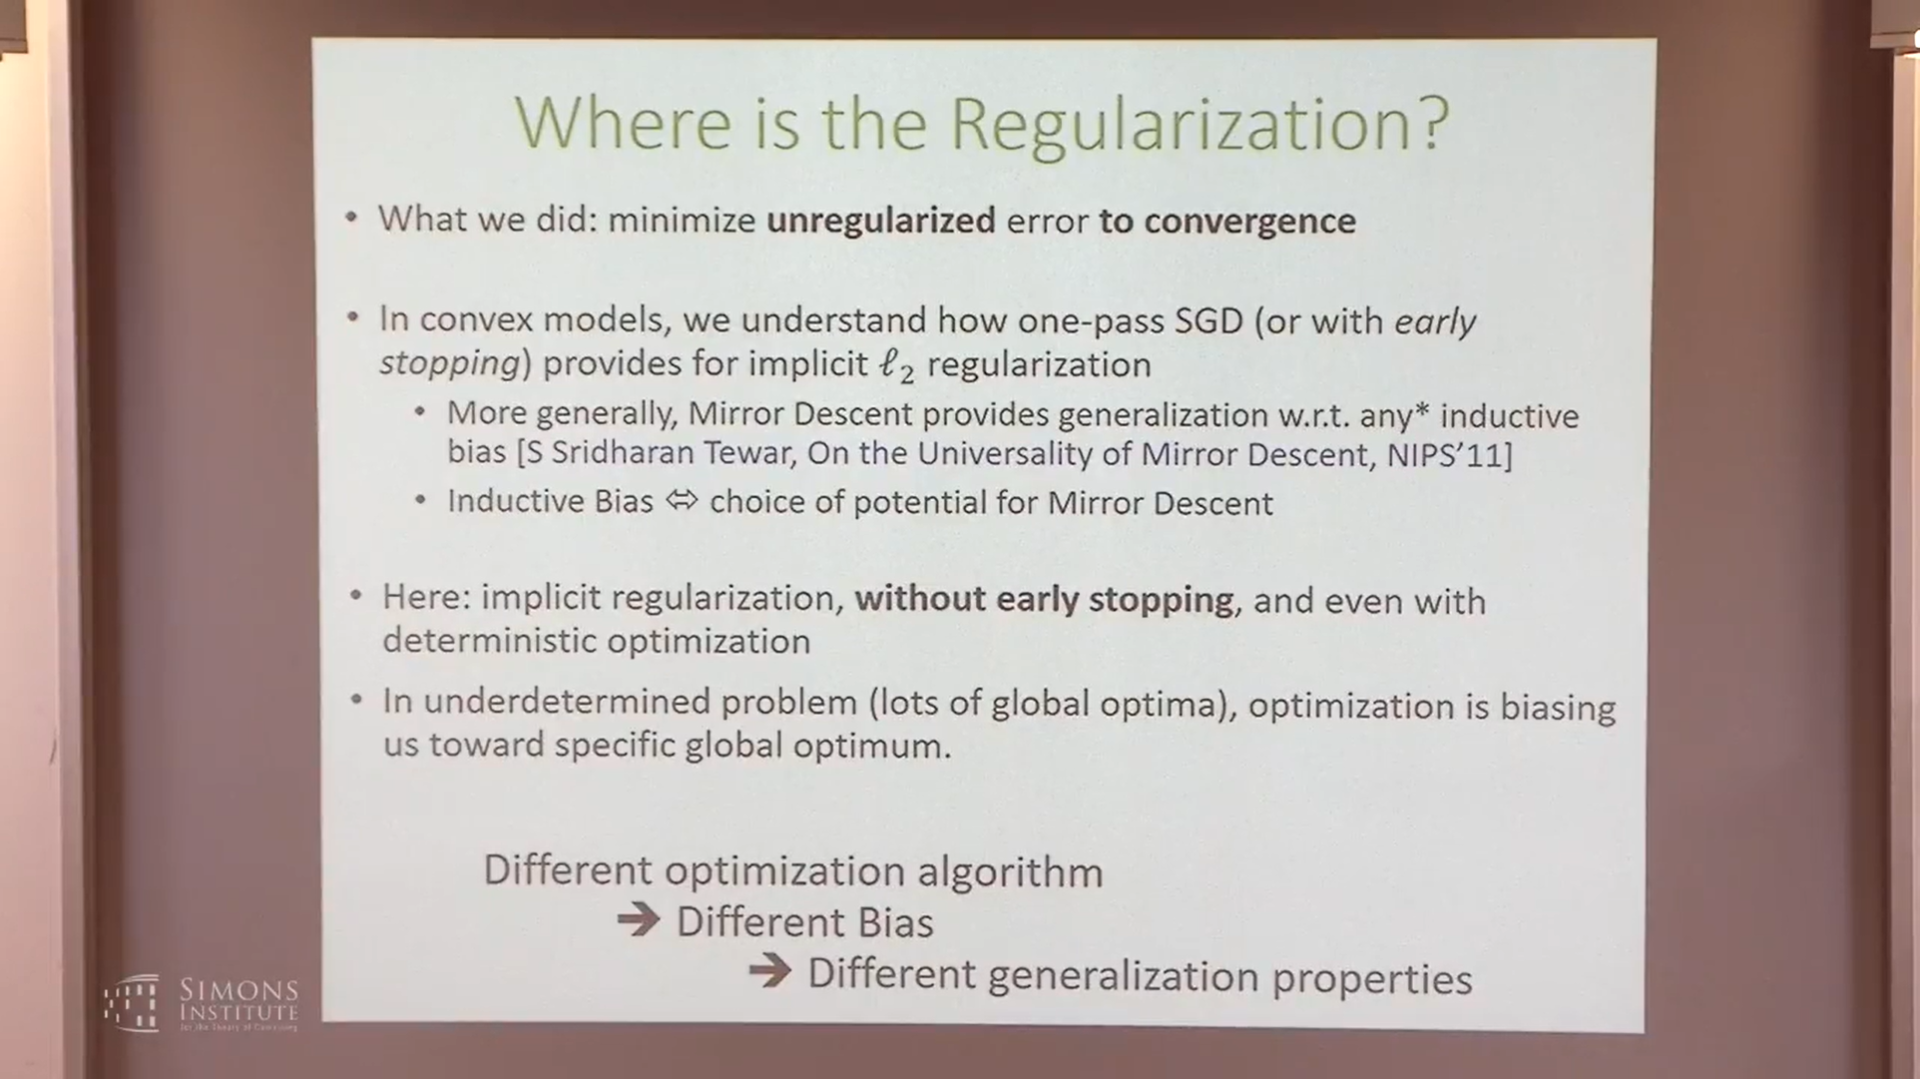 Where is the Regularization?
• What we did: minimize unregularized error to convergence
• In convex models, we understand how one-pass SGD (or with early
stopping) provides for implicit ℓ₂ regularization
• More generally, Mirror Descent provides generalization w.r.t. any* inductive
bias [S Sridharan Tewar, On the Universality of Mirror Descent, NIPS’11]
• Inductive Bias ⇔ choice of potential for Mirror Descent
• Here: implicit regularization, without early stopping, and even with
deterministic optimization
• In underdetermined problem (lots of global optima), optimization is biasing
us toward specific global optimum.
Different optimization algorithm
➔ Different Bias
➔ Different generalization properties
SIMONS
INSTITUTE
for the Theory of Computing